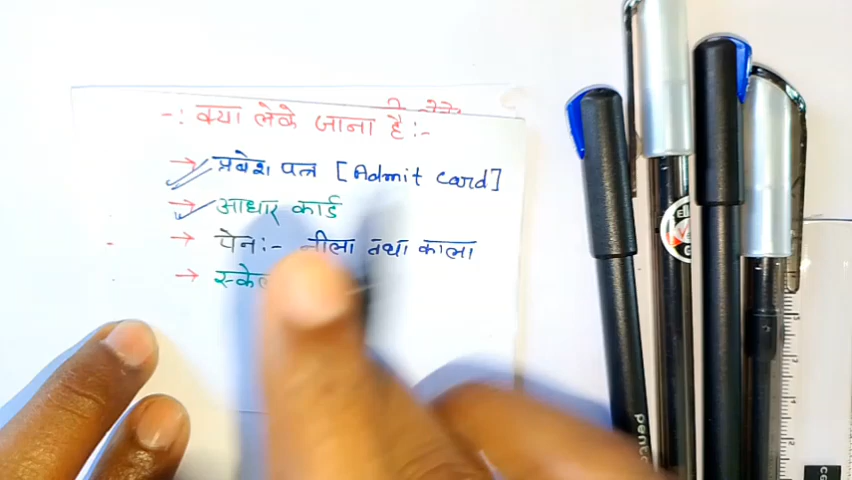 -: क्या लेके जाना है :-
→ प्रवेश पत्र [Admit card]
→ आधार कार्ड
→ पेन:- नीला तथा काला
→ स्केल